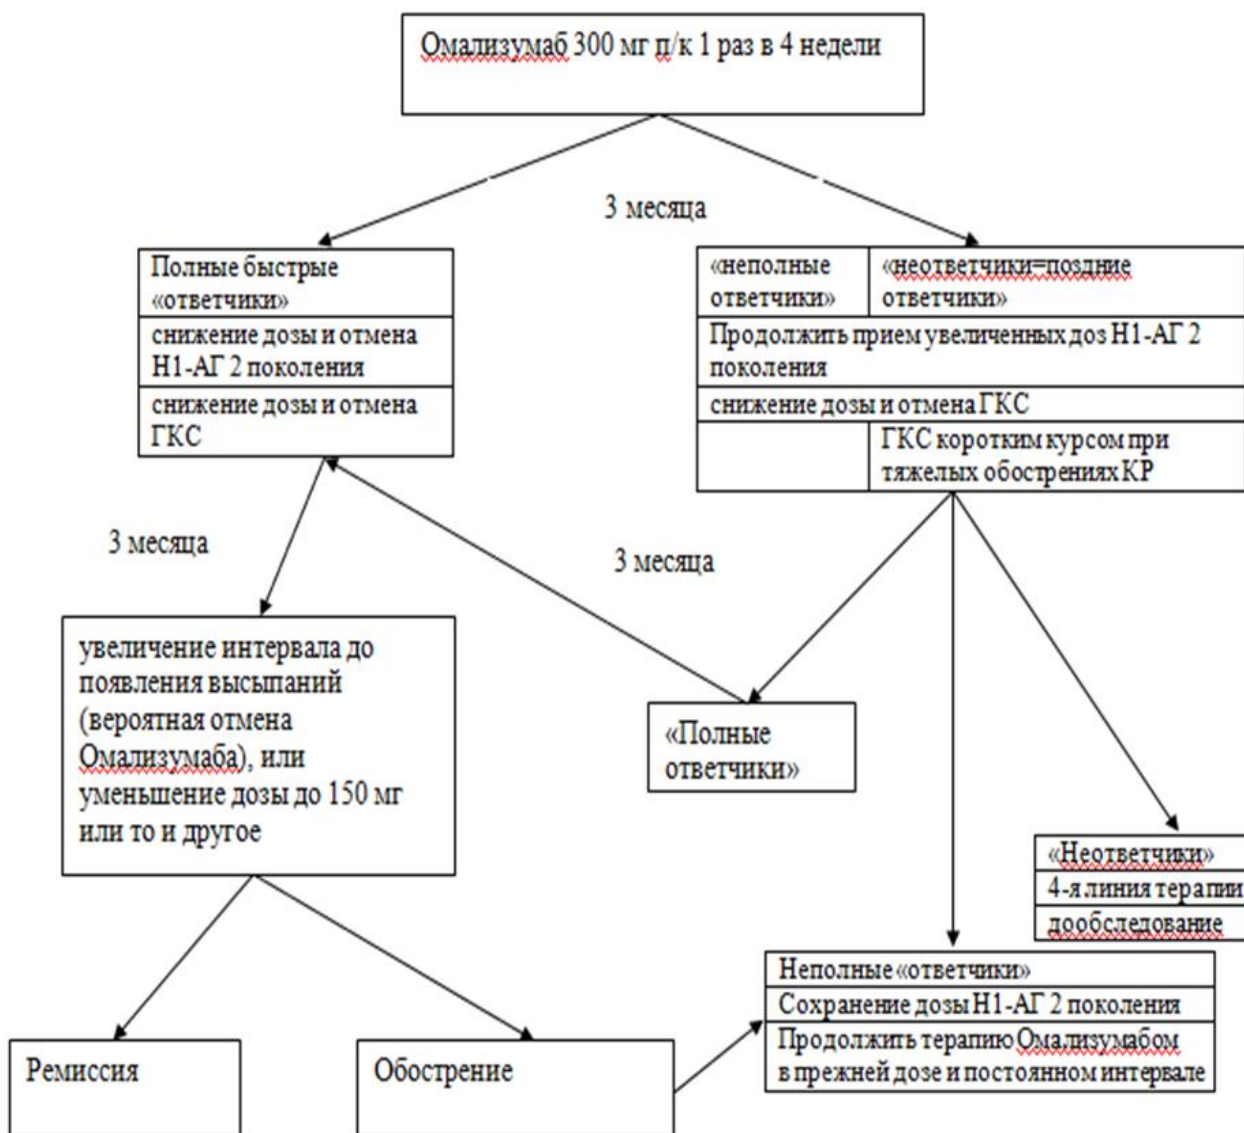 Омализумаб 300 мг п/к 1 раз в 4 недели
3 месяца
Полные быстрые
«ответчики»
снижение дозы и отмена
Н1-АГ 2 поколения
снижение дозы и отмена
ГКС
«неполные
ответчики»
«неответчики=поздние
ответчики»
Продолжить прием увеличенных доз Н1-АГ 2
поколения
снижение дозы и отмена ГКС
ГКС коротким курсом при
тяжелых обострениях КР
3 месяца
3 месяца
увеличение интервала до
появления высыпаний
(вероятная отмена
Омализумаба), или
уменьшение дозы до 150 мг
или то и другое
«Полные
ответчики»
«Неответчики»
4-я линия терапии
дообследование
Неполные «ответчики»
Сохранение дозы Н1-АГ 2 поколения
Продолжить терапию Омализумабом
в прежней дозе и постоянном интервале
Ремиссия
Обострение